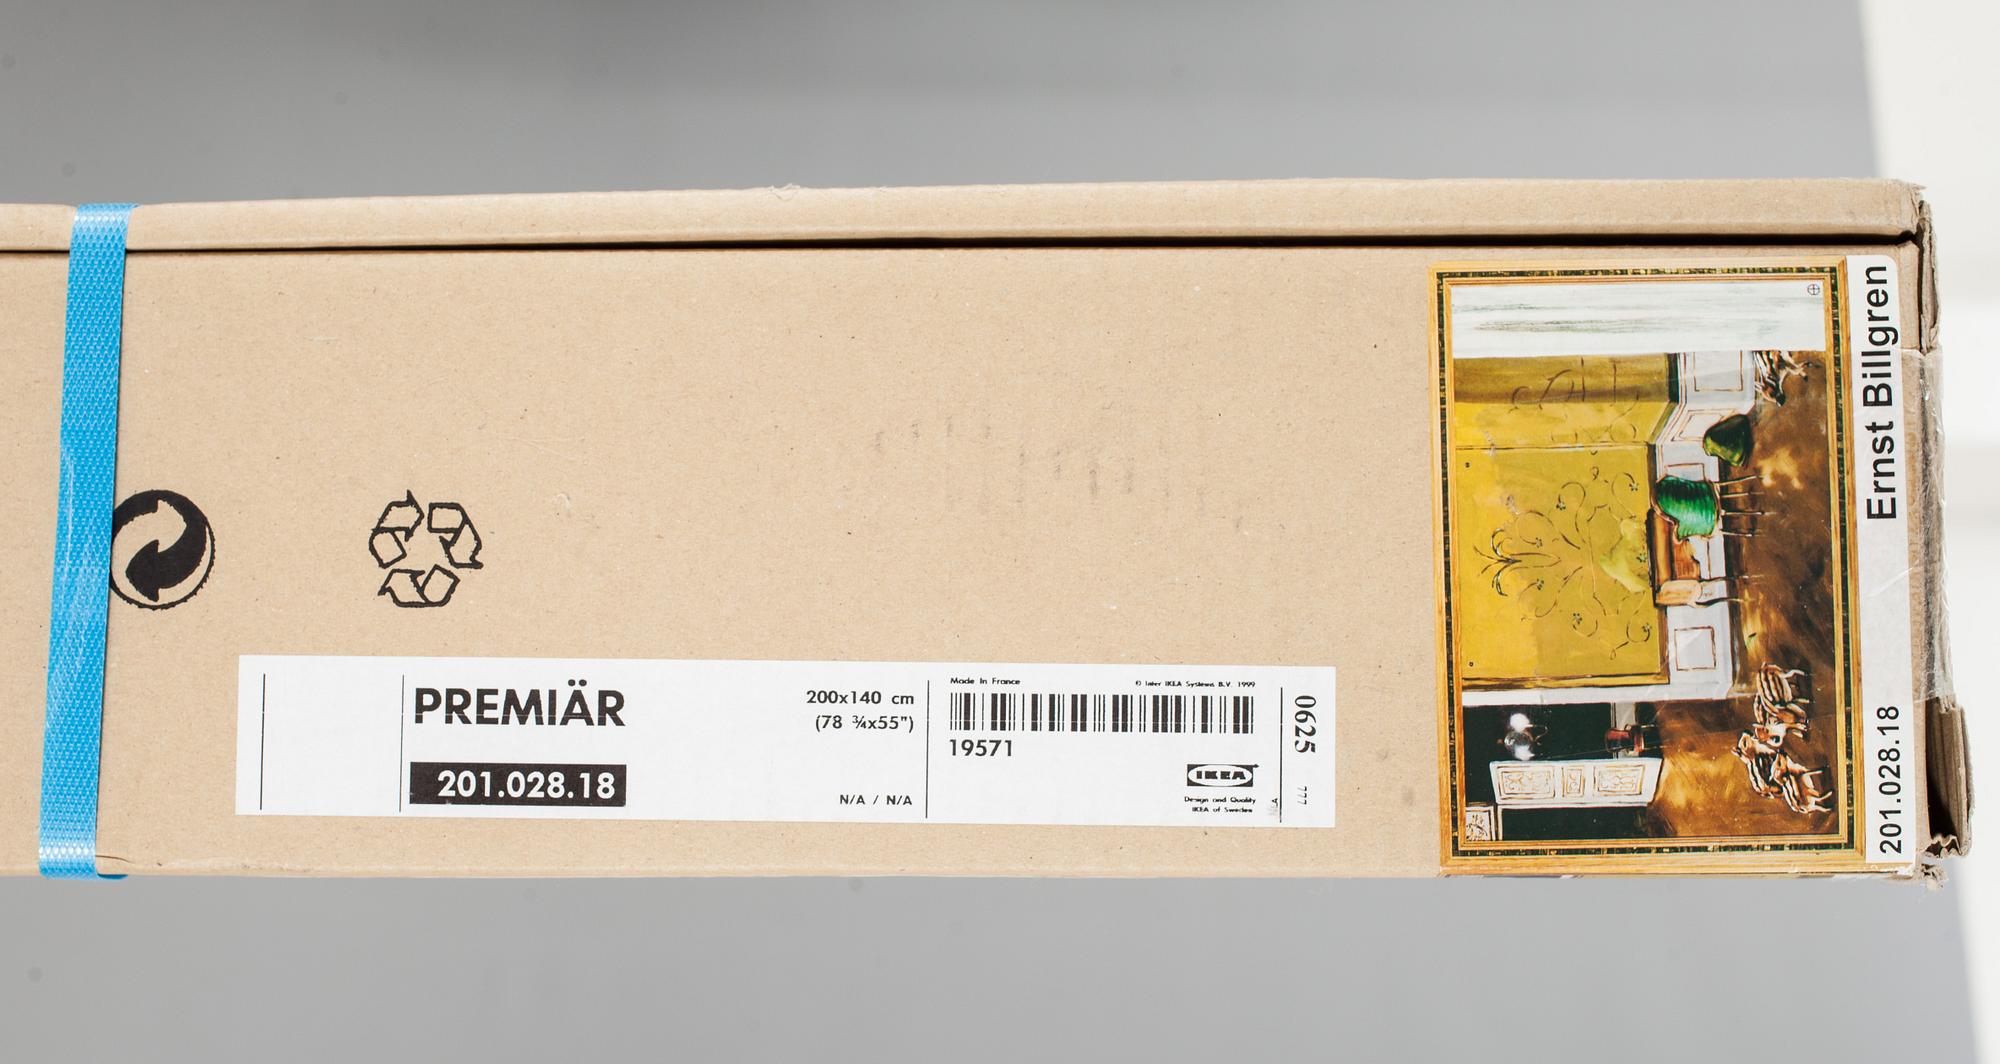 PREMIÄR
201.028.18
200x140 cm
(78 ¾x55")
N/A / N/A
Made in France
© Inter IKEA Systems B.V. 1999
19571
IKEA
Design and Quality
IKEA of Sweden
0625
777
Ernst Billgren
201.028.18